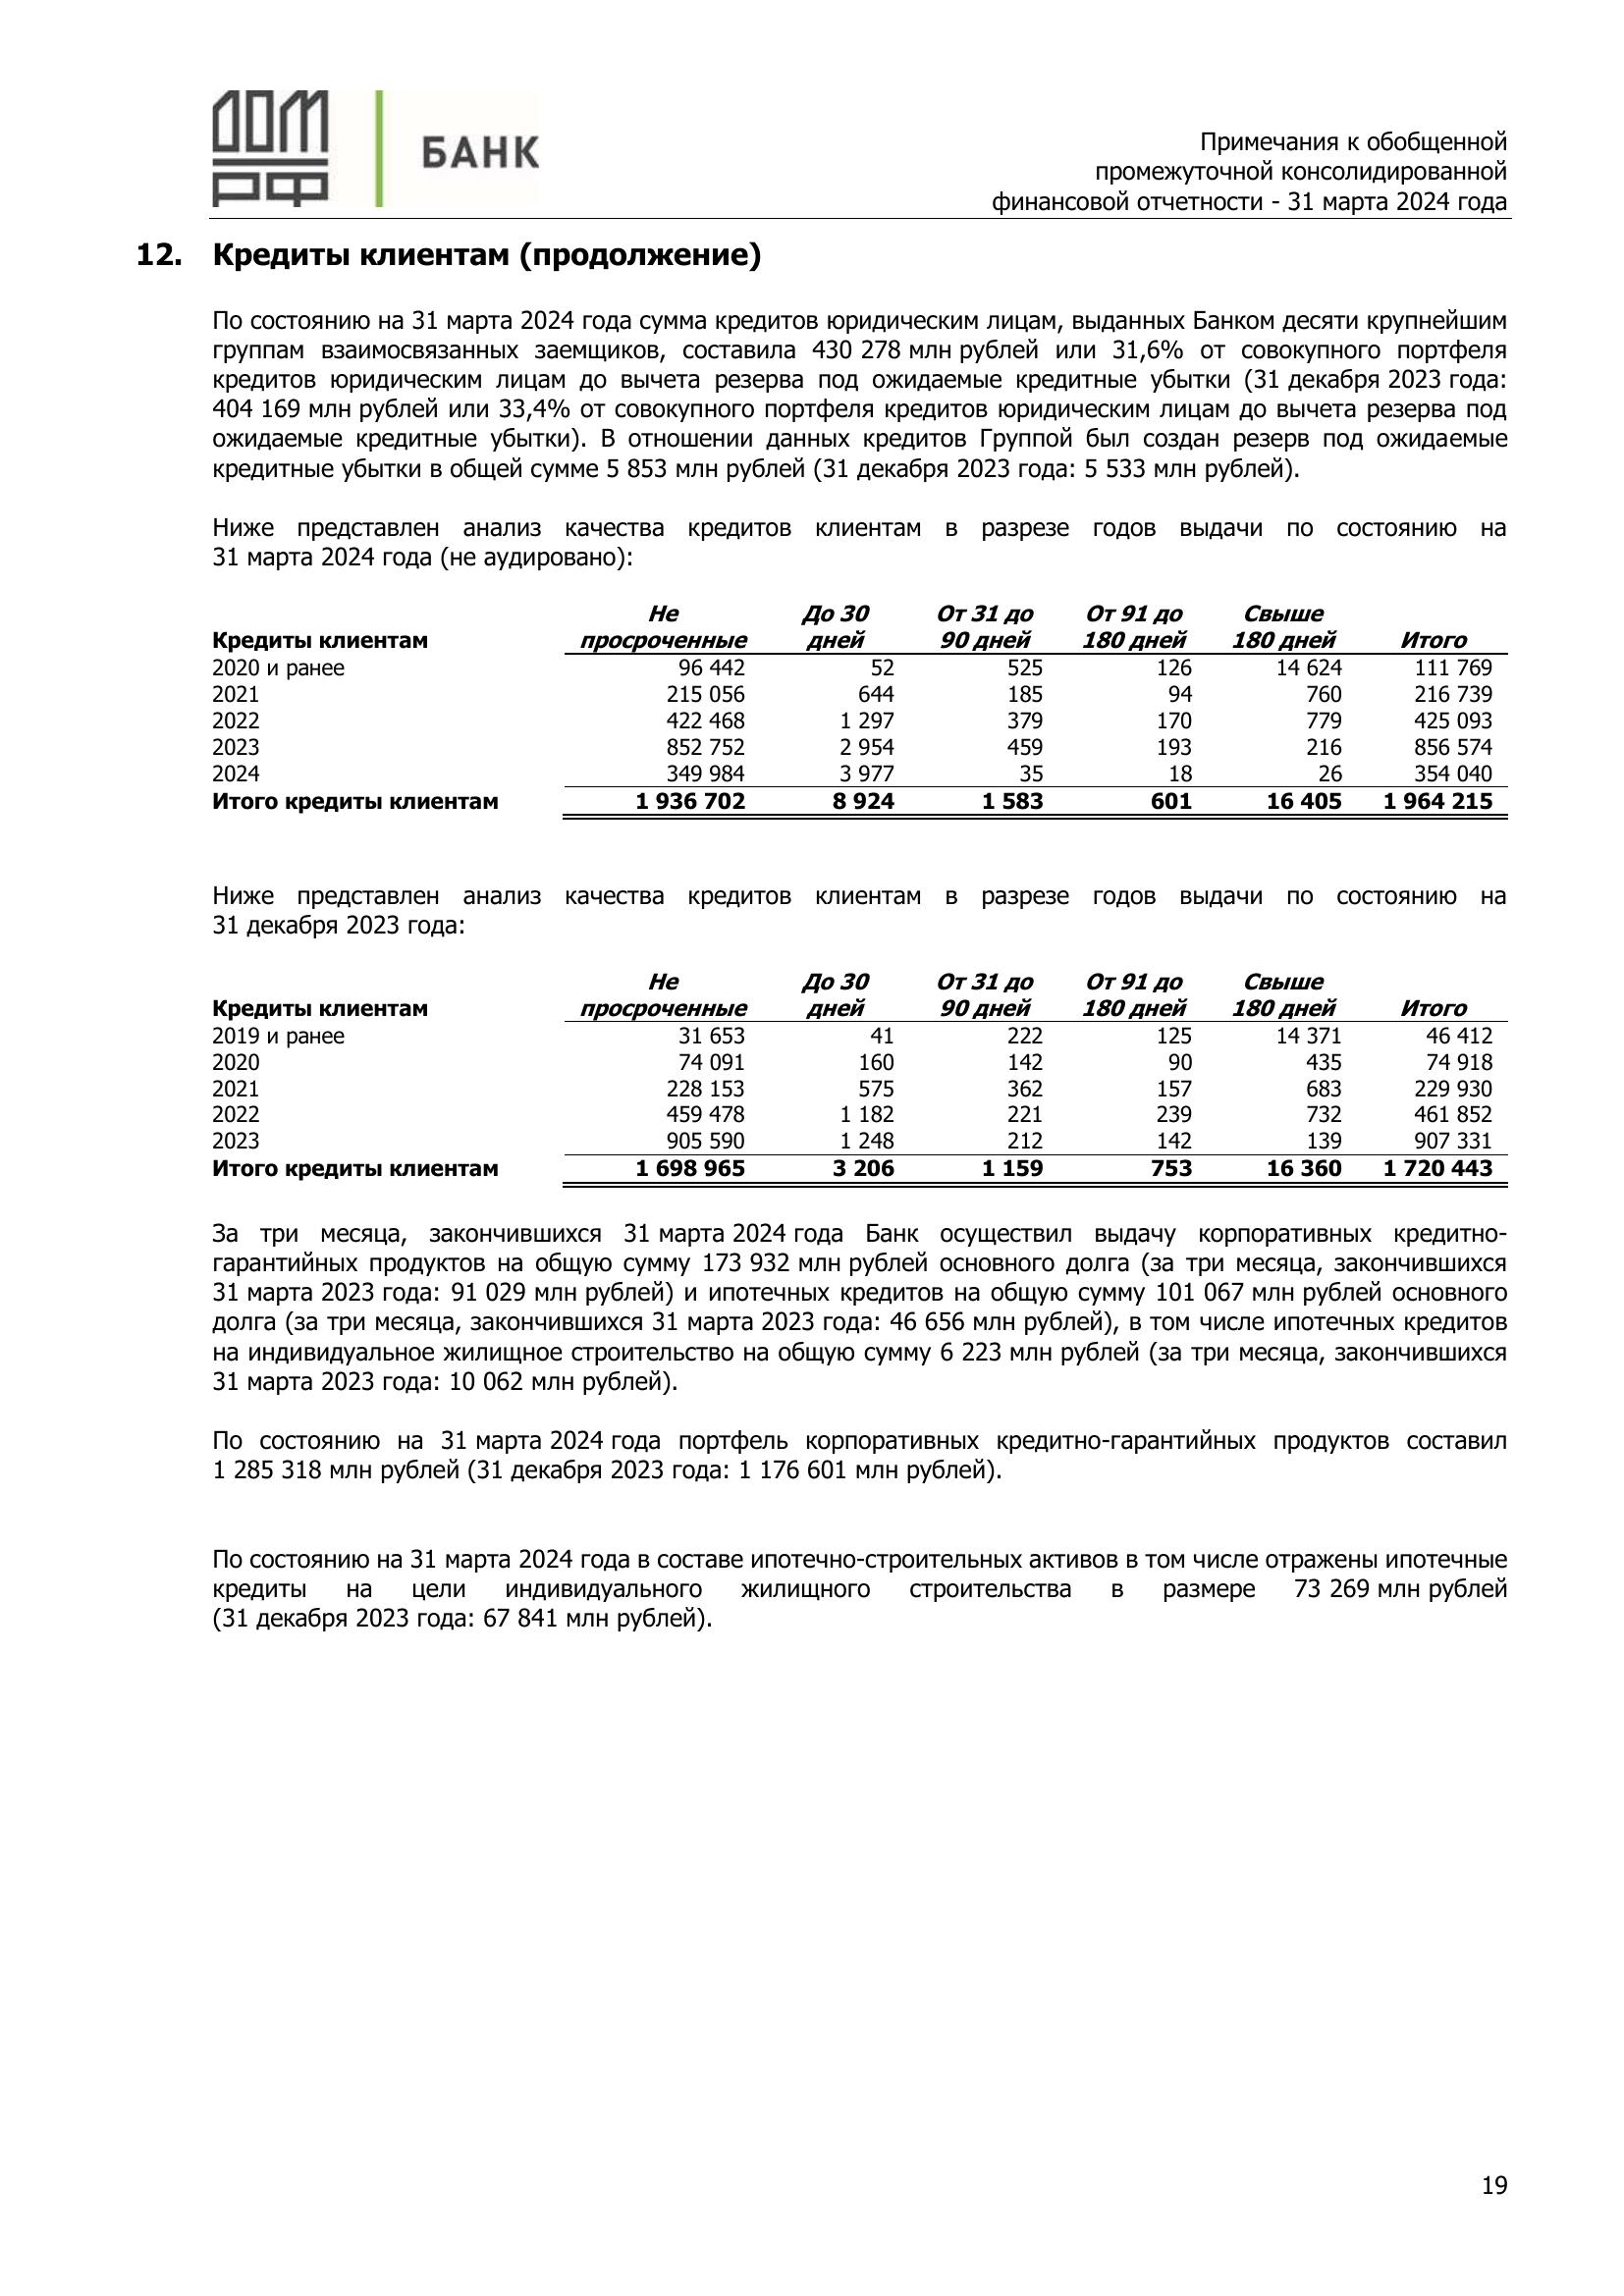 ДОМ
РФ
БАНК
Примечания к обобщенной
промежуточной консолидированной
финансовой отчетности - 31 марта 2024 года
12. Кредиты клиентам (продолжение)
По состоянию на 31 марта 2024 года сумма кредитов юридическим лицам, выданных Банком десяти крупнейшим
группам взаимосвязанных заемщиков, составила 430 278 млн рублей или 31,6% от совокупного портфеля
кредитов юридическим лицам до вычета резерва под ожидаемые кредитные убытки (31 декабря 2023 года:
404 169 млн рублей или 33,4% от совокупного портфеля кредитов юридическим лицам до вычета резерва под
ожидаемые кредитные убытки). В отношении данных кредитов Группой был создан резерв под ожидаемые
кредитные убытки в общей сумме 5 853 млн рублей (31 декабря 2023 года: 5 533 млн рублей).
Ниже представлен анализ качества кредитов клиентам в разрезе годов выдачи по состоянию на
31 марта 2024 года (не аудировано):
Не До 30 От 31 до От 91 до Свыше
Кредиты клиентам просроченные дней 90 дней 180 дней 180 дней Итого
2020 и ранее 96 442 52 525 126 14 624 111 769
2021 215 056 644 185 94 760 216 739
2022 422 468 1 297 379 170 779 425 093
2023 852 752 2 954 459 193 216 856 574
2024 349 984 3 977 35 18 26 354 040
Итого кредиты клиентам 1 936 702 8 924 1 583 601 16 405 1 964 215
Ниже представлен анализ качества кредитов клиентам в разрезе годов выдачи по состоянию на
31 декабря 2023 года:
Не До 30 От 31 до От 91 до Свыше
Кредиты клиентам просроченные дней 90 дней 180 дней 180 дней Итого
2019 и ранее 31 653 41 222 125 14 371 46 412
2020 74 091 160 142 90 435 74 918
2021 228 153 575 362 157 683 229 930
2022 459 478 1 182 221 239 732 461 852
2023 905 590 1 248 212 142 139 907 331
Итого кредиты клиентам 1 698 965 3 206 1 159 753 16 360 1 720 443
За три месяца, закончившихся 31 марта 2024 года Банк осуществил выдачу корпоративных кредитно-
гарантийных продуктов на общую сумму 173 932 млн рублей основного долга (за три месяца, закончившихся
31 марта 2023 года: 91 029 млн рублей) и ипотечных кредитов на общую сумму 101 067 млн рублей основного
долга (за три месяца, закончившихся 31 марта 2023 года: 46 656 млн рублей), в том числе ипотечных кредитов
на индивидуальное жилищное строительство на общую сумму 6 223 млн рублей (за три месяца, закончившихся
31 марта 2023 года: 10 062 млн рублей).
По состоянию на 31 марта 2024 года портфель корпоративных кредитно-гарантийных продуктов составил
1 285 318 млн рублей (31 декабря 2023 года: 1 176 601 млн рублей).
По состоянию на 31 марта 2024 года в составе ипотечно-строительных активов в том числе отражены ипотечные
кредиты на цели индивидуального жилищного строительства в размере 73 269 млн рублей
(31 декабря 2023 года: 67 841 млн рублей).
19